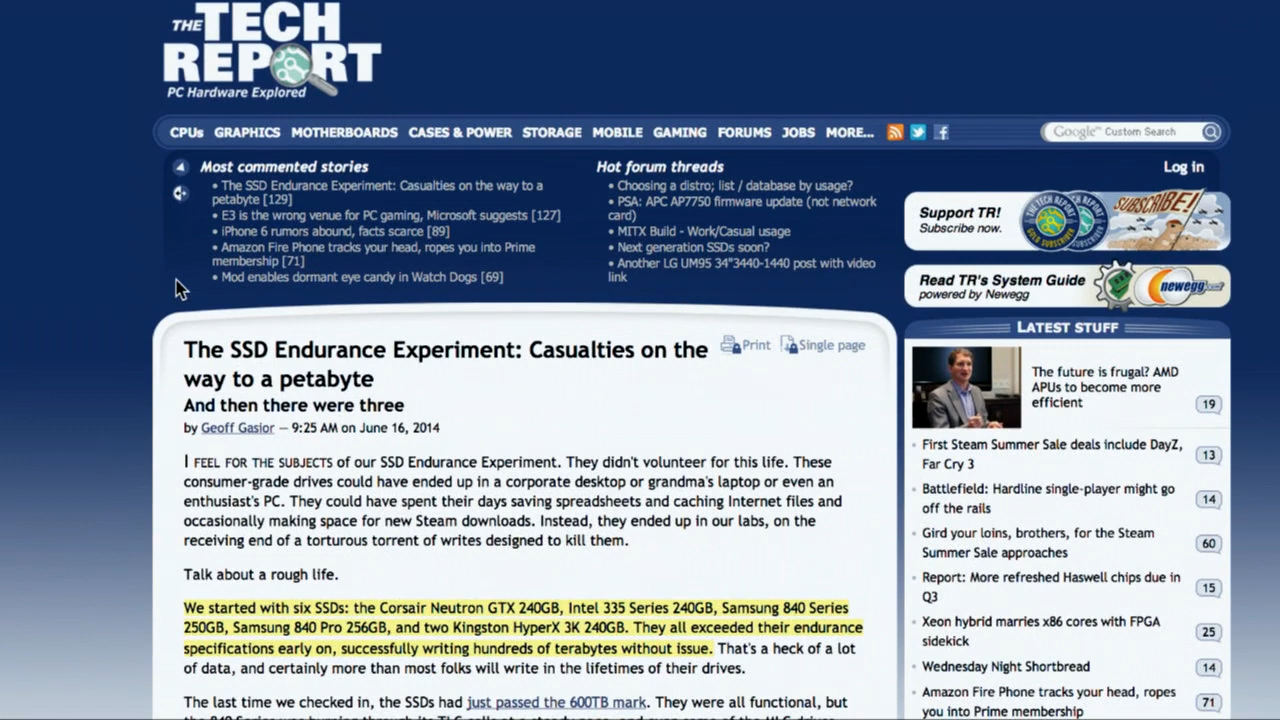 THE TECH
REPORT
PC Hardware Explored
CPUs GRAPHICS MOTHERBOARDS CASES & POWER STORAGE MOBILE GAMING FORUMS JOBS MORE... Google™ Custom Search
Most commented stories
• The SSD Endurance Experiment: Casualties on the way to a
petabyte [129]
• E3 is the wrong venue for PC gaming, Microsoft suggests [127]
• iPhone 6 rumors abound, facts scarce [89]
• Amazon Fire Phone tracks your head, ropes you into Prime
membership [71]
• Mod enables dormant eye candy in Watch Dogs [69]
Hot forum threads
• Choosing a distro; list / database by usage?
• PSA: APC AP7750 firmware update (not network
card)
• MITX Build - Work/Casual usage
• Next generation SSDs soon?
• Another LG UM95 34"3440-1440 post with video
link
Log in
Support TR!
Subscribe now.
SUBSCRIBE!
Read TR's System Guide
powered by Newegg
newegg
The SSD Endurance Experiment: Casualties on the
way to a petabyte
Print Single page
And then there were three
by Geoff Gasior — 9:25 AM on June 16, 2014
I FEEL FOR THE SUBJECTS of our SSD Endurance Experiment. They didn't volunteer for this life. These
consumer-grade drives could have ended up in a corporate desktop or grandma's laptop or even an
enthusiast's PC. They could have spent their days saving spreadsheets and caching Internet files and
occasionally making space for new Steam downloads. Instead, they ended up in our labs, on the
receiving end of a torturous torrent of writes designed to kill them.
Talk about a rough life.
We started with six SSDs: the Corsair Neutron GTX 240GB, Intel 335 Series 240GB, Samsung 840 Series
250GB, Samsung 840 Pro 256GB, and two Kingston HyperX 3K 240GB. They all exceeded their endurance
specifications early on, successfully writing hundreds of terabytes without issue. That's a heck of a lot
of data, and certainly more than most folks will write in the lifetimes of their drives.
The last time we checked in, the SSDs had just passed the 600TB mark. They were all functional, but
LATEST STUFF
The future is frugal? AMD
APUs to become more
efficient 19
• First Steam Summer Sale deals include DayZ,
Far Cry 3 13
• Battlefield: Hardline single-player might go
off the rails 14
• Gird your loins, brothers, for the Steam
Summer Sale approaches 60
• Report: More refreshed Haswell chips due in
Q3 15
• Xeon hybrid marries x86 cores with FPGA
sidekick 25
• Wednesday Night Shortbread 14
• Amazon Fire Phone tracks your head, ropes
you into Prime membership 71